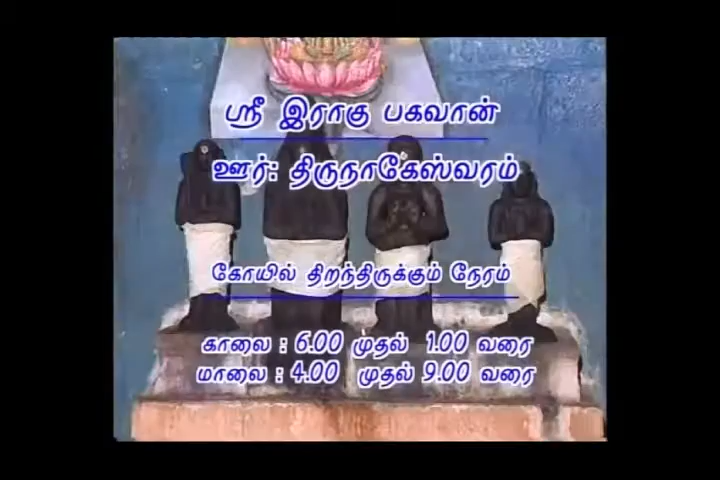 ஸ்ரீ இராகு பகவான்
ஊர்: திருநாகேஸ்வரம்
கோயில் திறந்திருக்கும் நேரம்
காலை : 6.00 முதல் 1.00 வரை
மாலை : 4.00 முதல் 9.00 வரை